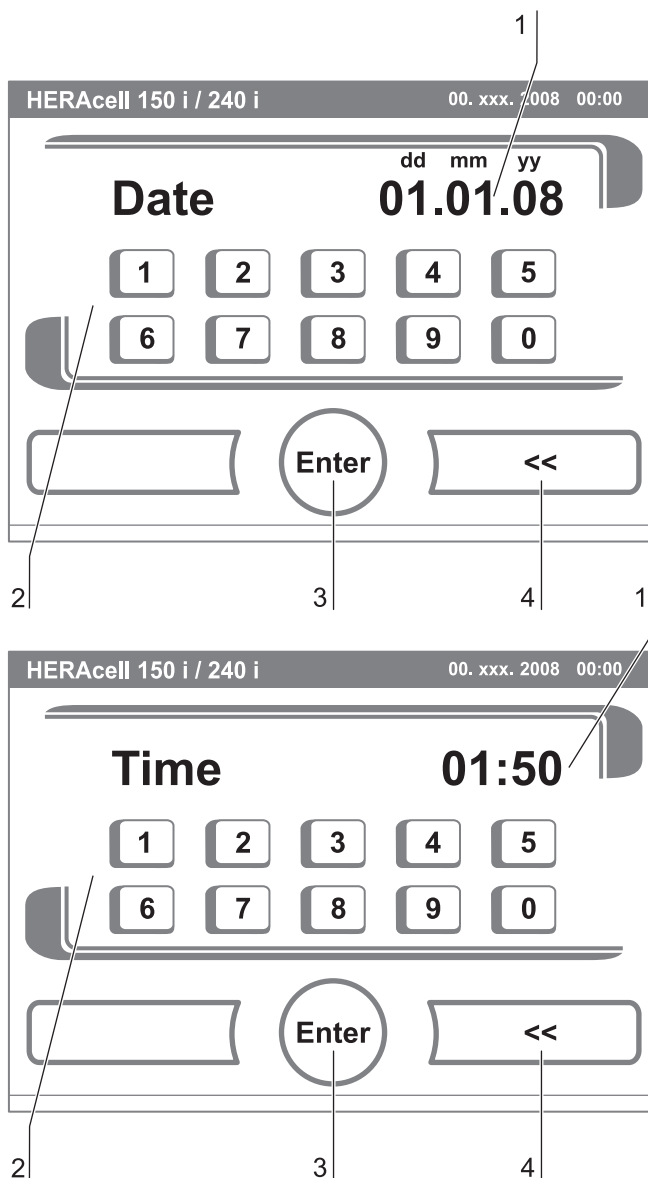 1
HERAcell 150 i / 240 i 00. xxx. 2008 00:00
dd mm yy
Date 01.01.08
1 2 3 4 5
6 7 8 9 0
Enter <<
2 3 4 1
HERAcell 150 i / 240 i 00. xxx. 2008 00:00
Time 01:50
1 2 3 4 5
6 7 8 9 0
Enter <<
2 3 4